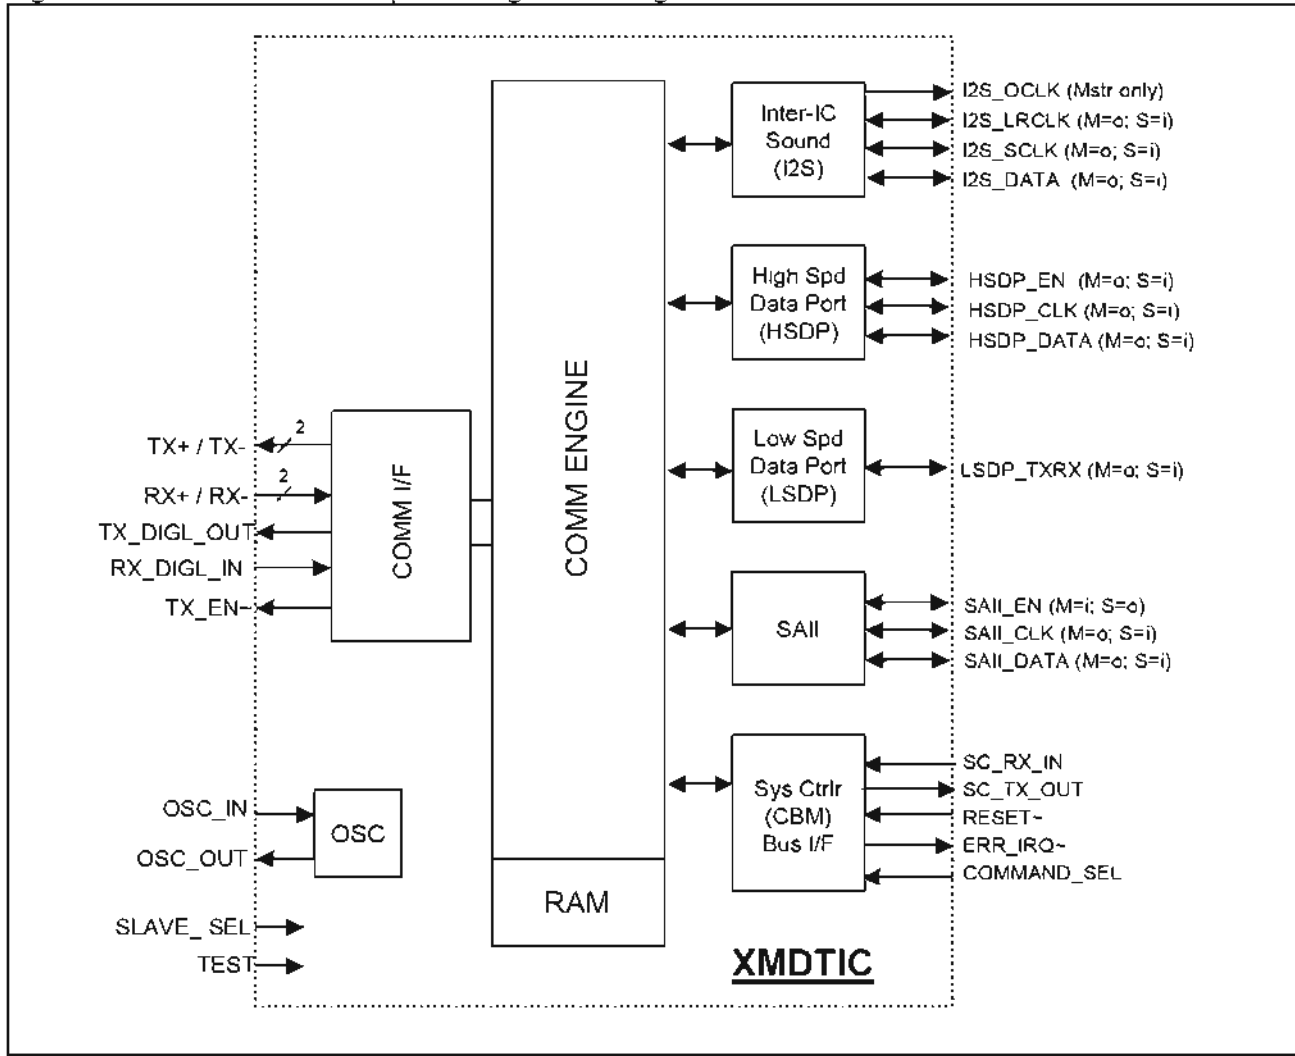 I2S_OCLK (Mstr only)
Inter-IC
Sound
(I2S)
I2S_LRCLK (M=o; S=i)
I2S_SCLK (M=o; S=i)
I2S_DATA (M=o; S=i)
High Spd
Data Port
(HSDP)
HSDP_EN (M=o; S=i)
HSDP_CLK (M=o; S=i)
HSDP_DATA (M=o; S=i)
COMM ENGINE
Low Spd
Data Port
(LSDP)
LSDP_TXRX (M=o; S=i)
TX+ / TX-
2
RX+ / RX-
2
TX_DIGL_OUT
RX_DIGL_IN
TX_EN~
COMM I/F
SAII
SAII_EN (M=i; S=o)
SAII_CLK (M=o; S=i)
SAII_DATA (M=o; S=i)
Sys Ctrlr
(CBM)
Bus I/F
SC_RX_IN
SC_TX_OUT
RESET~
ERR_IRQ~
COMMAND_SEL
OSC_IN
OSC_OUT
OSC
RAM
SLAVE_ SEL
TEST
XMDTIC